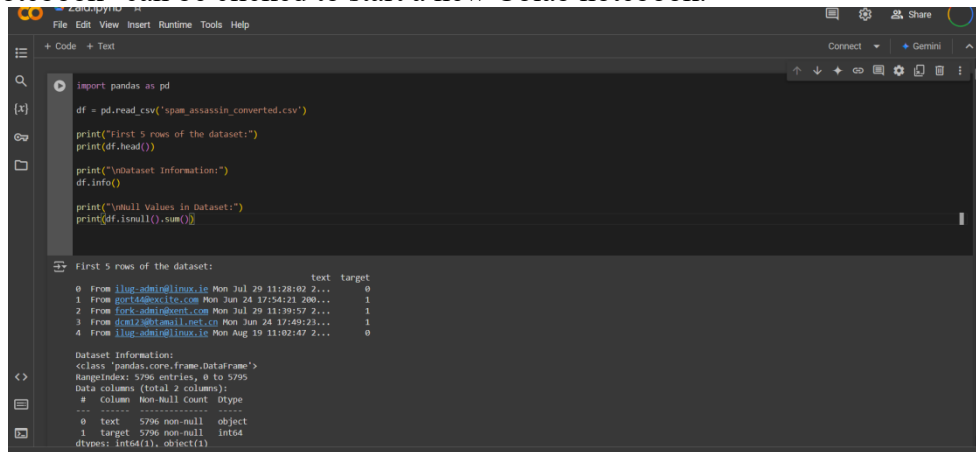 File Edit View Insert Runtime Tools Help
Share
+ Code + Text
Connect
Gemini
import pandas as pd
df = pd.read_csv('spam_assassin_converted.csv')
print("First 5 rows of the dataset:")
print(df.head())
print("\nDataset Information:")
df.info()
print("\nNull Values in Dataset:")
print(df.isnull().sum())
First 5 rows of the dataset:
text target
0 From ilug-admin@linux.ie Mon Jul 29 11:28:02 2... 0
1 From gort44@excite.com Mon Jun 24 17:54:21 200... 1
2 From fork-admin@xent.com Mon Jul 29 11:39:57 2... 1
3 From dcm123@btamail.net.cn Mon Jun 24 17:49:23... 1
4 From ilug-admin@linux.ie Mon Aug 19 11:02:47 2... 0
Dataset Information:
<class 'pandas.core.frame.DataFrame'>
RangeIndex: 5796 entries, 0 to 5795
Data columns (total 2 columns):
# Column Non-Null Count Dtype
--- ------ -------------- -----
0 text 5796 non-null object
1 target 5796 non-null int64
dtypes: int64(1), object(1)